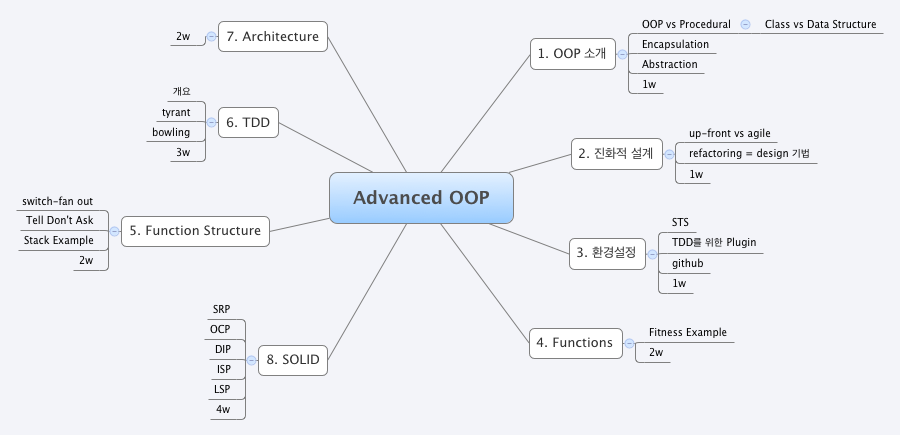 Advanced OOP
1. OOP 소개
OOP vs Procedural
Class vs Data Structure
Encapsulation
Abstraction
1w
2. 진화적 설계
up-front vs agile
refactoring = design 기법
1w
3. 환경설정
STS
TDD를 위한 Plugin
github
1w
4. Functions
Fitness Example
2w
5. Function Structure
switch-fan out
Tell Don't Ask
Stack Example
2w
6. TDD
개요
tyrant
bowling
3w
7. Architecture
2w
8. SOLID
SRP
OCP
DIP
ISP
LSP
4w